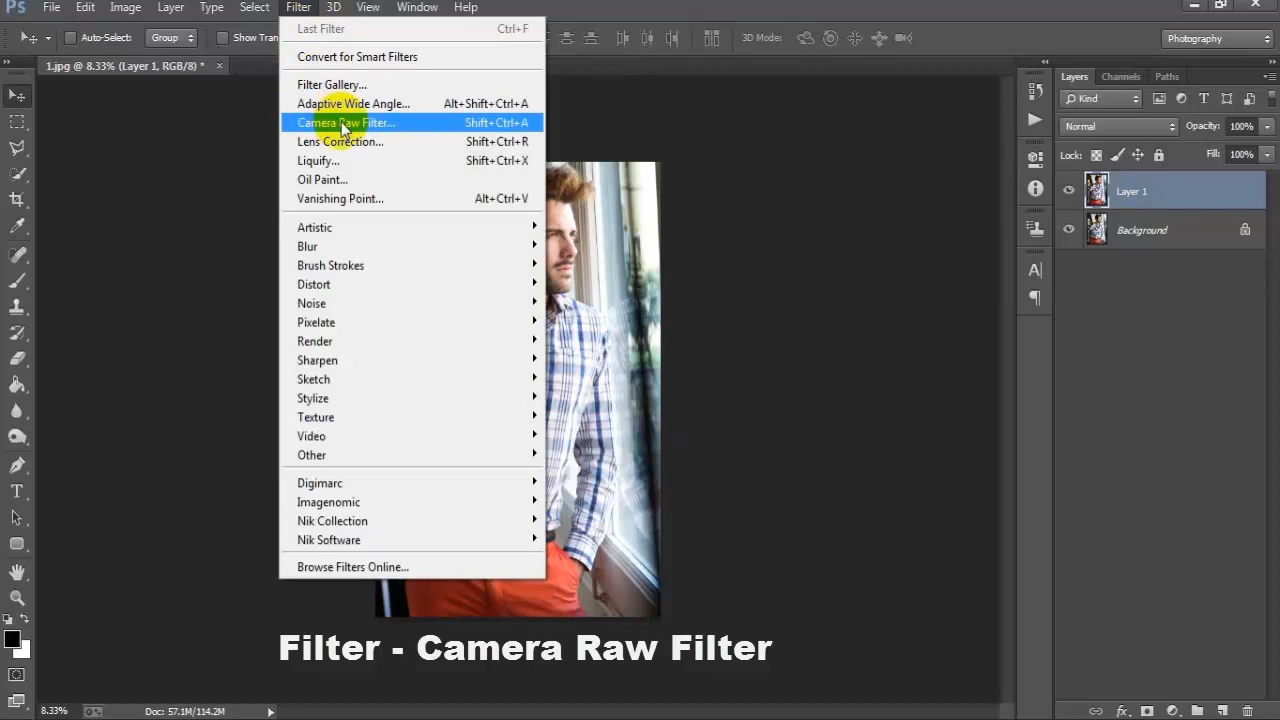 Ps File Edit Image Layer Type Select Filter 3D View Window Help
Auto-Select: Group Show Tran 3D Mode: Photography
1.jpg @ 8.33% (Layer 1, RGB/8) *
Last Filter Ctrl+F
Convert for Smart Filters
Filter Gallery...
Adaptive Wide Angle... Alt+Shift+Ctrl+A
Camera Raw Filter... Shift+Ctrl+A
Lens Correction... Shift+Ctrl+R
Liquify... Shift+Ctrl+X
Oil Paint...
Vanishing Point... Alt+Ctrl+V
Artistic
Blur
Brush Strokes
Distort
Noise
Pixelate
Render
Sharpen
Sketch
Stylize
Texture
Video
Other
Digimarc
Imagenomic
Nik Collection
Nik Software
Browse Filters Online...
Layers Channels Paths
Kind
Normal Opacity: 100%
Lock: Fill: 100%
Layer 1
Background
Filter - Camera Raw Filter
8.33% Doc: 57.1M/114.2M